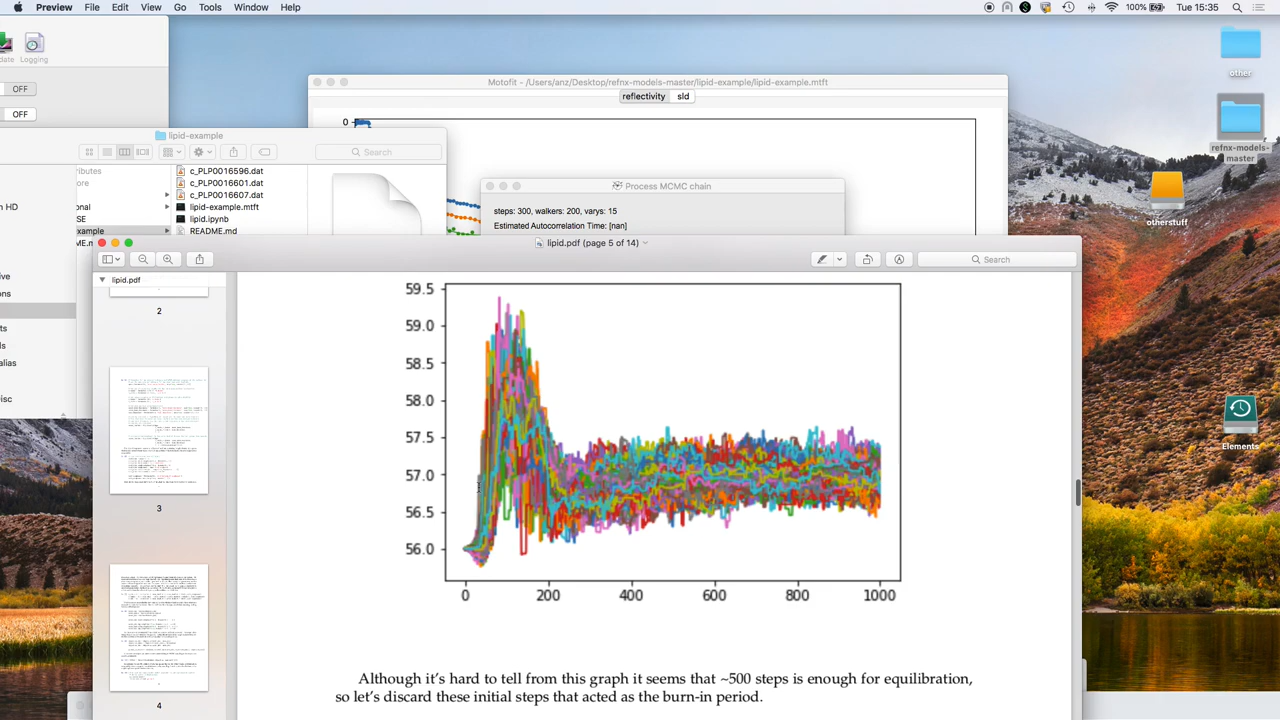 Preview File Edit View Go Tools Window Help
100% Tue 15:35
date Logging
OFF
OFF
other
refnx-models-
master
otherstuff
Elements
Motofit - /Users/anz/Desktop/refnx-models-master/lipid-example/lipid-example.mtft
reflectivity sld
0
lipid-example
Search
c_PLP0016596.dat
c_PLP0016601.dat
c_PLP0016607.dat
lipid-example.mtft
lipid.ipynb
README.md
Process MCMC chain
steps: 300, walkers: 200, varys: 15
Estimated Autocorrelation Time: [nan]
lipid.pdf (page 5 of 14)
Search
lipid.pdf
2
3
4
59.5
59.0
58.5
58.0
57.5
57.0
56.5
56.0
0 200 400 600 800 1000
Although it's hard to tell from this graph it seems that ~500 steps is enough for equilibration,
so let's discard these initial steps that acted as the burn-in period.